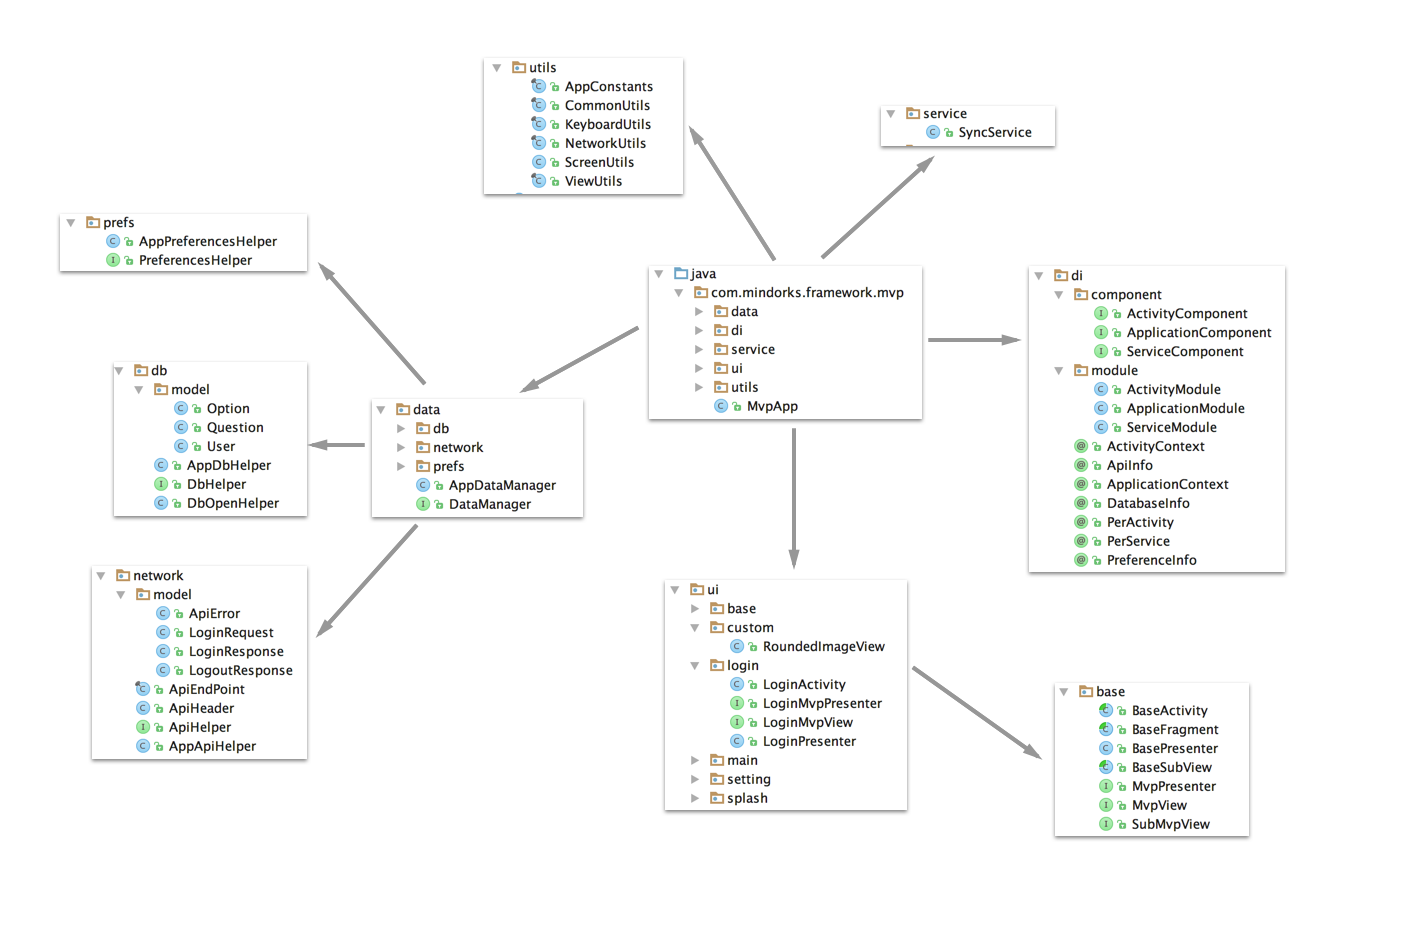 utils
AppConstants
CommonUtils
KeyboardUtils
NetworkUtils
ScreenUtils
ViewUtils
service
SyncService
prefs
AppPreferencesHelper
PreferencesHelper
java
com.mindorks.framework.mvp
data
di
service
ui
utils
MvpApp
di
component
ActivityComponent
ApplicationComponent
ServiceComponent
module
ActivityModule
ApplicationModule
ServiceModule
ActivityContext
ApiInfo
ApplicationContext
DatabaseInfo
PerActivity
PerService
PreferenceInfo
db
model
Option
Question
User
AppDbHelper
DbHelper
DbOpenHelper
data
db
network
prefs
AppDataManager
DataManager
network
model
ApiError
LoginRequest
LoginResponse
LogoutResponse
ApiEndPoint
ApiHeader
ApiHelper
AppApiHelper
ui
base
custom
RoundedImageView
login
LoginActivity
LoginMvpPresenter
LoginMvpView
LoginPresenter
main
setting
splash
base
BaseActivity
BaseFragment
BasePresenter
BaseSubView
MvpPresenter
MvpView
SubMvpView